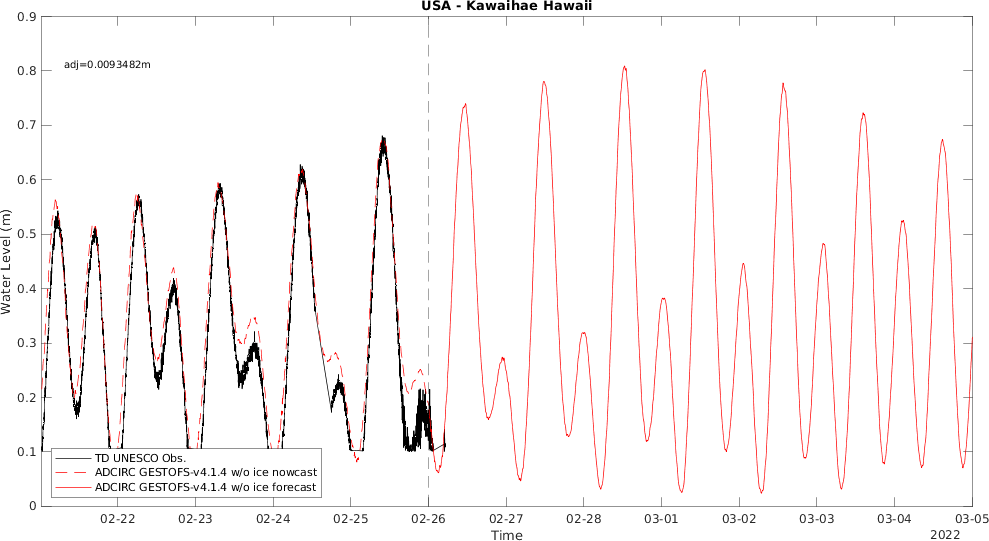 USA - Kawaihae Hawaii
0.9
0.8
adj=0.0093482m
0.7
0.6
0.5
Water Level (m)
0.4
0.3
0.2
0.1
0
TD UNESCO Obs.
ADCIRC GESTOFS-v4.1.4 w/o ice nowcast
ADCIRC GESTOFS-v4.1.4 w/o ice forecast
02-22 02-23 02-24 02-25 02-26 02-27 02-28 03-01 03-02 03-03 03-04 03-05
Time
2022